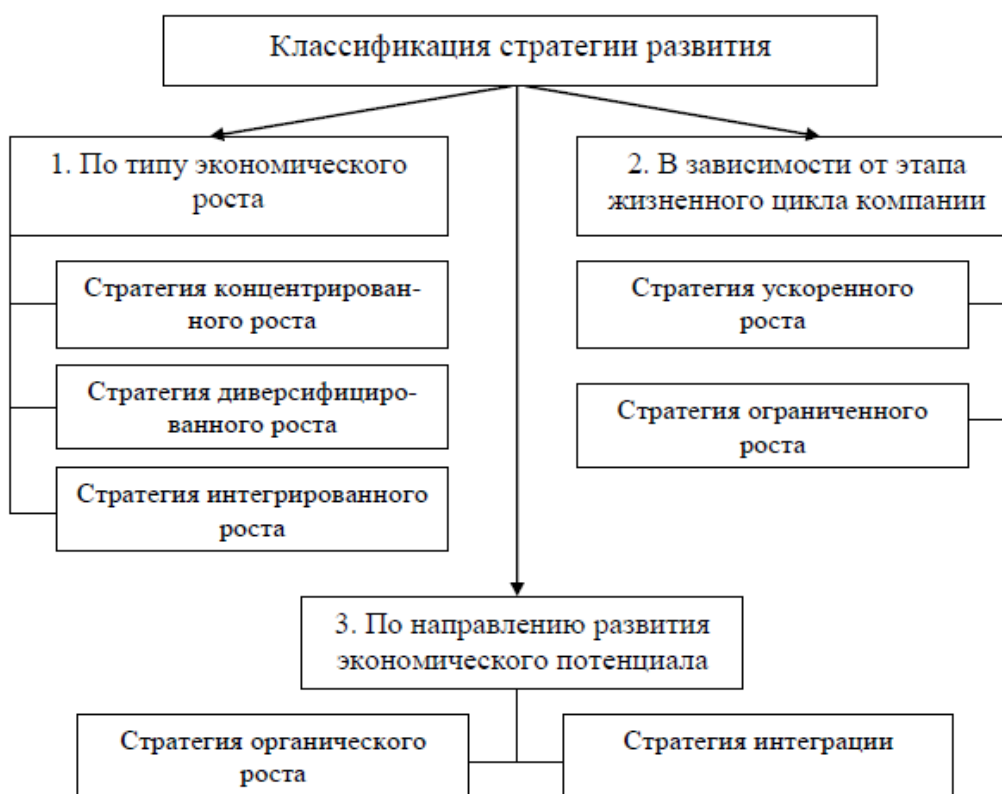 Классификация стратегии развития
1. По типу экономического
роста
Стратегия концентрирован-
ного роста
Стратегия диверсифициро-
ванного роста
Стратегия интегрированного
роста
2. В зависимости от этапа
жизненного цикла компании
Стратегия ускоренного
роста
Стратегия ограниченного
роста
3. По направлению развития
экономического потенциала
Стратегия органического
роста
Стратегия интеграции